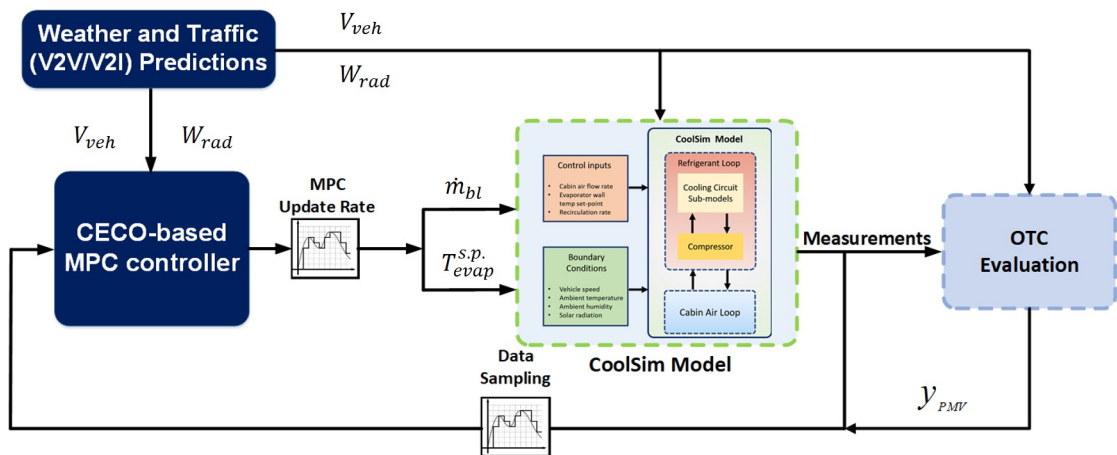 Weather and Traffic
(V2V/V2I) Predictions
V_veh
W_rad
V_veh
W_rad
CECO-based
MPC controller
MPC
Update Rate
ṁ_bl
T_evap^s.p.
Control inputs
• Cabin air flow rate
• Evaporator wall
temp set-point
• Recirculation rate
Boundary
Conditions
• Vehicle speed
• Ambient temperature
• Ambient humidity
• Solar radiation
CoolSim Model
Refrigerant Loop
Cooling Circuit
Sub-models
Compressor
Cabin Air Loop
CoolSim Model
Measurements
OTC
Evaluation
y_PMV
Data
Sampling